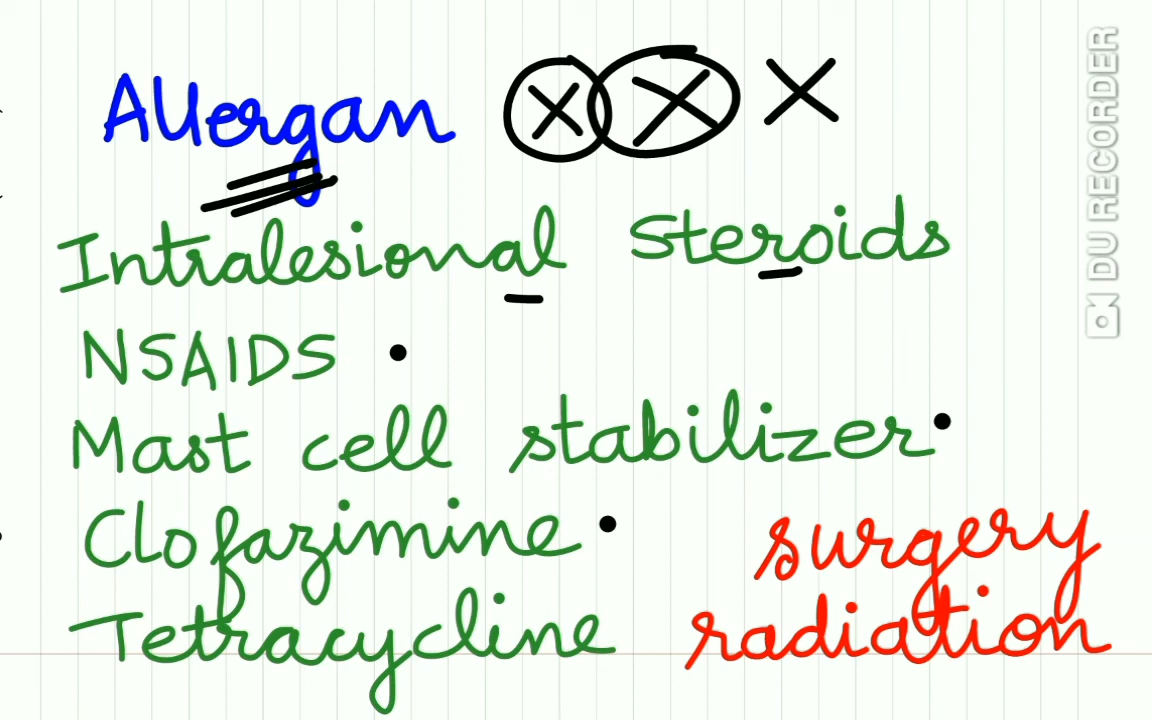 Allergan X X X
Intralesional Steroids
NSAIDS
Mast cell stabilizer
Clofazimine
surgery
Tetracycline
radiation
DU RECORDER